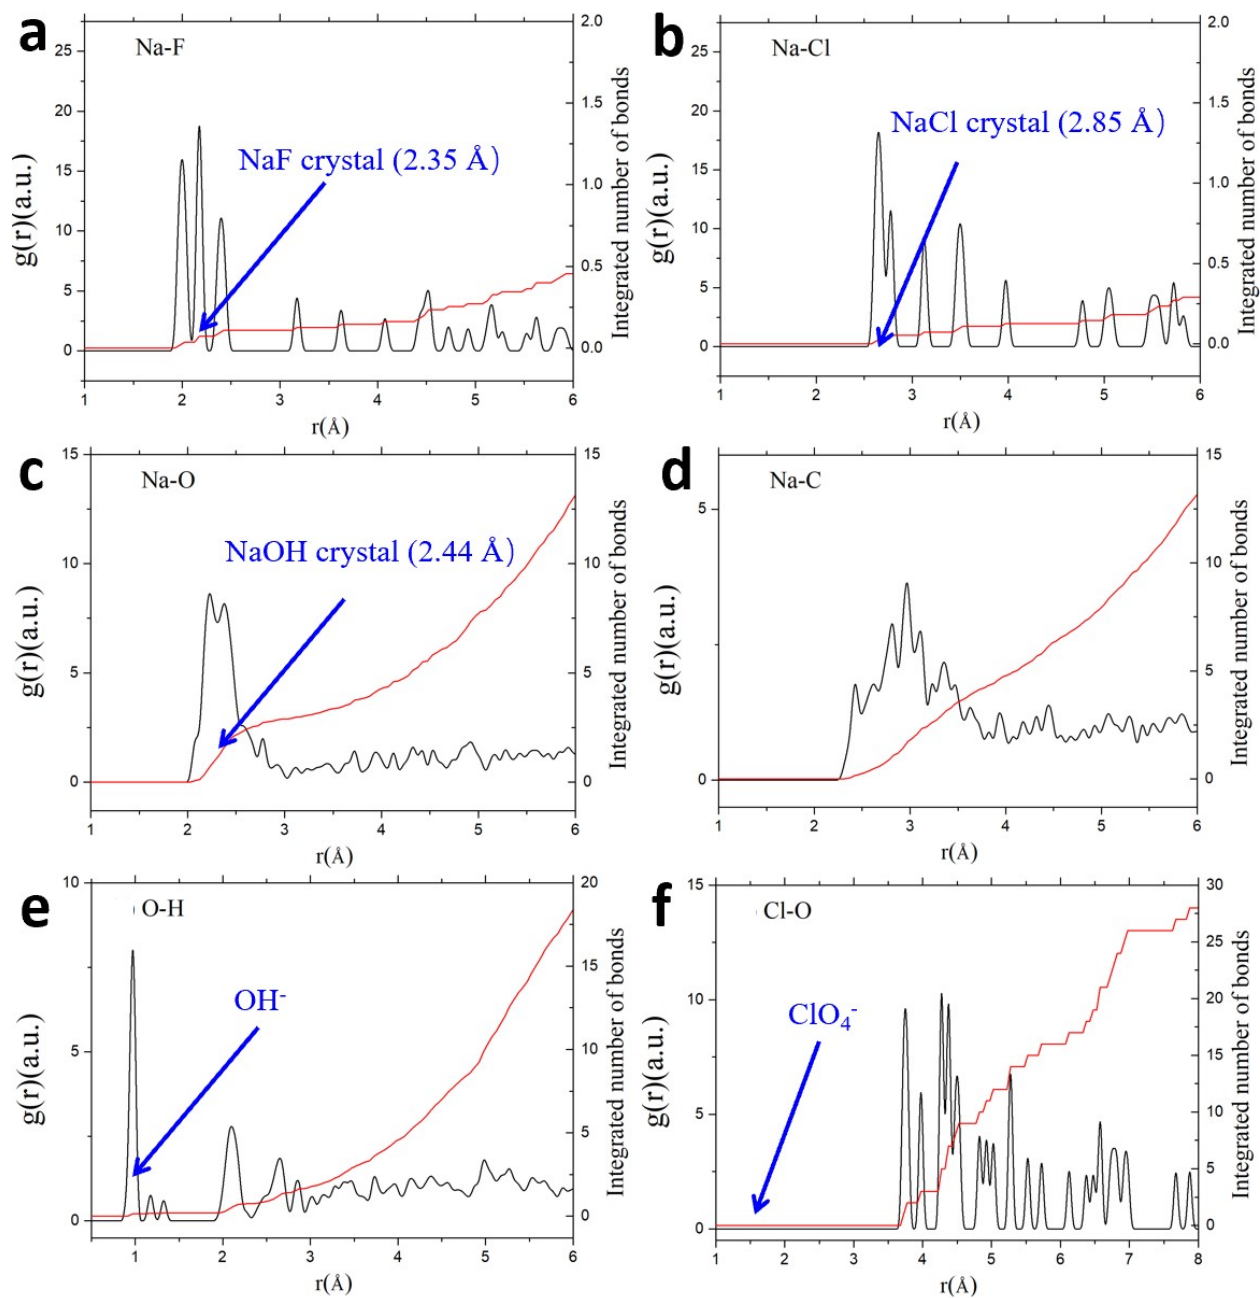 a
Na-F
NaF crystal (2.35 Å)
g(r)(a.u.)
25
20
15
10
5
0
1 2 3 4 5 6
r(Å)
2.0
1.5
1.0
0.5
0.0
Integrated number of bonds
b
Na-Cl
NaCl crystal (2.85 Å)
g(r)(a.u.)
25
20
15
10
5
0
1 2 3 4 5 6
r(Å)
2.0
1.5
1.0
0.5
0.0
Integrated number of bonds
c
Na-O
NaOH crystal (2.44 Å)
g(r)(a.u.)
15
10
5
0
1 2 3 4 5 6
r(Å)
15
10
5
0
Integrated number of bonds
d
Na-C
g(r)(a.u.)
5
0
1 2 3 4 5 6
r(Å)
15
10
5
0
Integrated number of bonds
e
) O-H
OH-
g(r)(a.u.)
10
5
0
1 2 3 4 5 6
r(Å)
20
15
10
5
0
Integrated number of bonds
f
Cl-O
ClO4-
g(r)(a.u.)
15
10
5
0
1 2 3 4 5 6 7 8
r(Å)
30
25
20
15
10
5
0
Integrated number of bonds